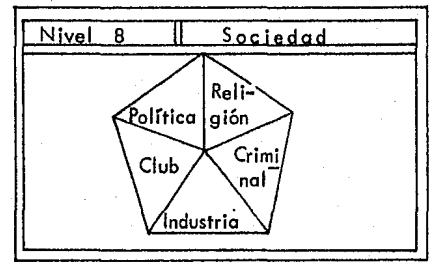 Nivel 8 Sociedad
Reli-
Política gión
Club Crimi
nal
Industria